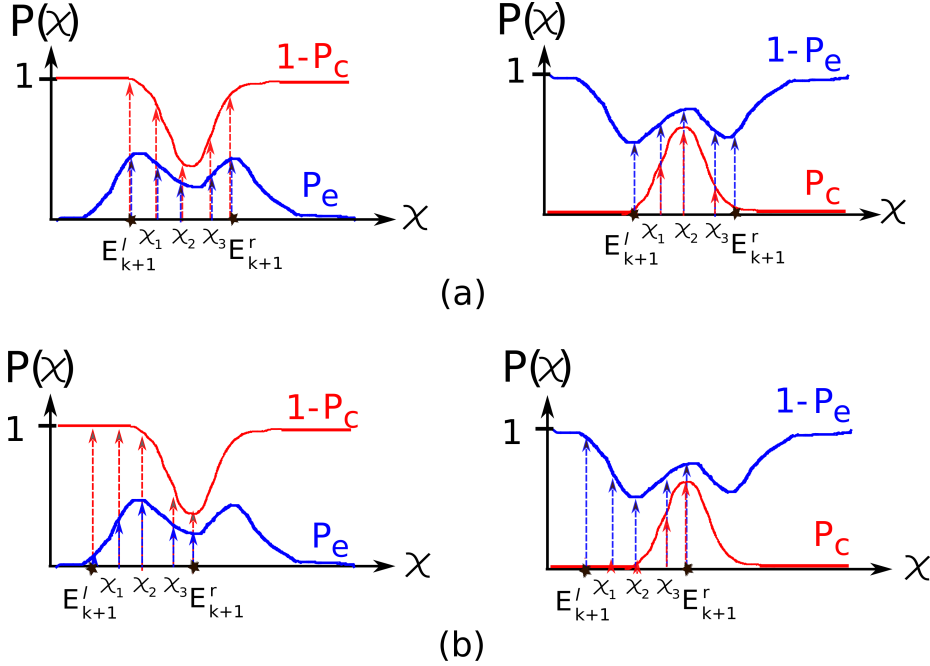 P(χ)
1
1-Pc
Pe
χ
E^l_k+1 χ1 χ2 χ3 E^r_k+1
P(χ)
1
1-Pe
Pc
χ
E^l_k+1 χ1 χ2 χ3 E^r_k+1
(a)
P(χ)
1
1-Pc
Pe
χ
E^l_k+1 χ1 χ2 χ3 E^r_k+1
P(χ)
1
1-Pe
Pc
χ
E^l_k+1 χ1 χ2 χ3 E^r_k+1
(b)